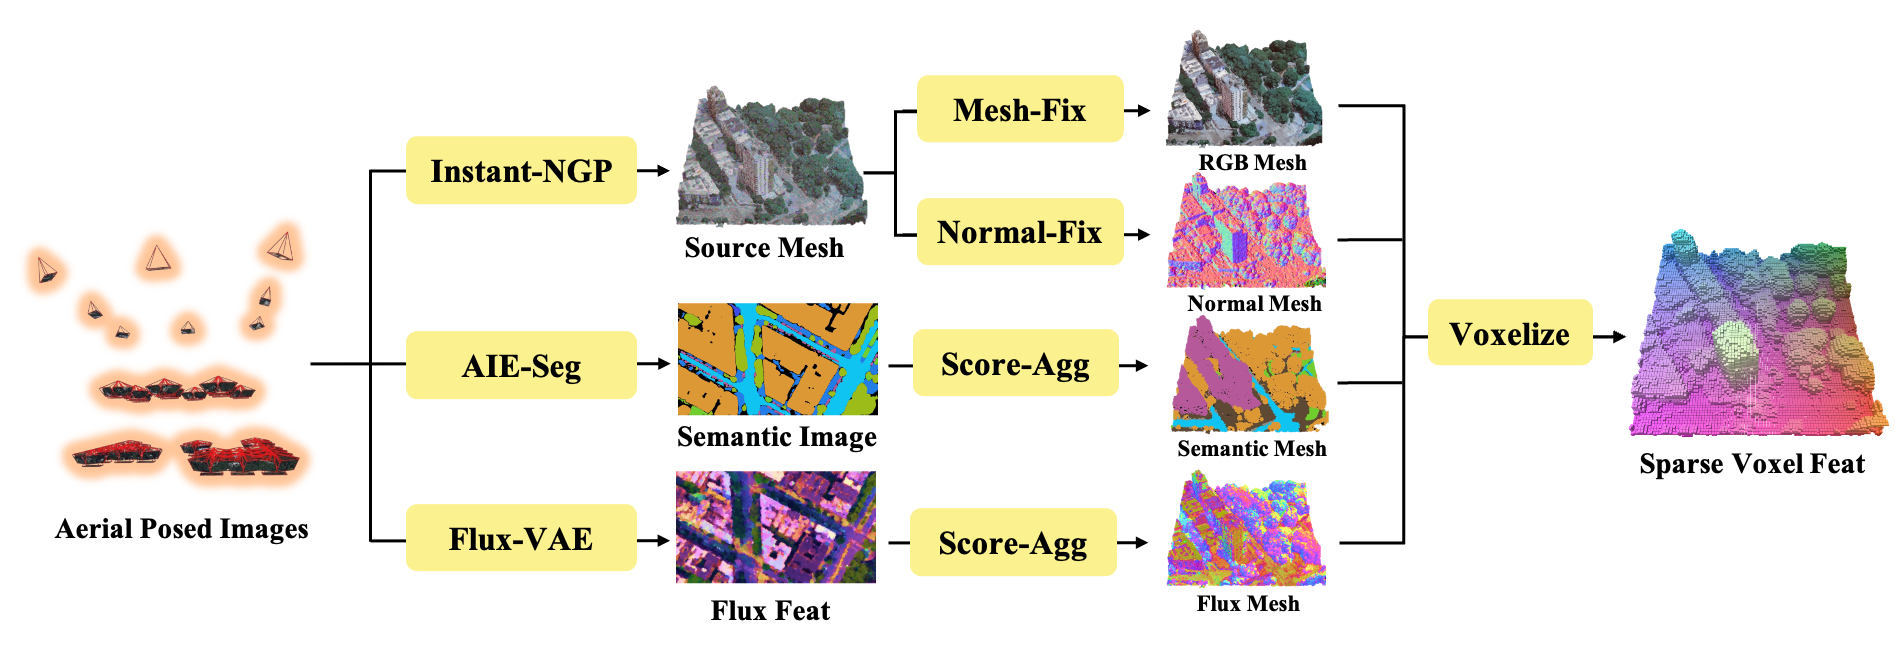 Instant-NGP
Source Mesh
Mesh-Fix
RGB Mesh
Normal-Fix
Normal Mesh
AIE-Seg
Semantic Image
Score-Agg
Semantic Mesh
Flux-VAE
Flux Feat
Score-Agg
Flux Mesh
Aerial Posed Images
Voxelize
Sparse Voxel Feat